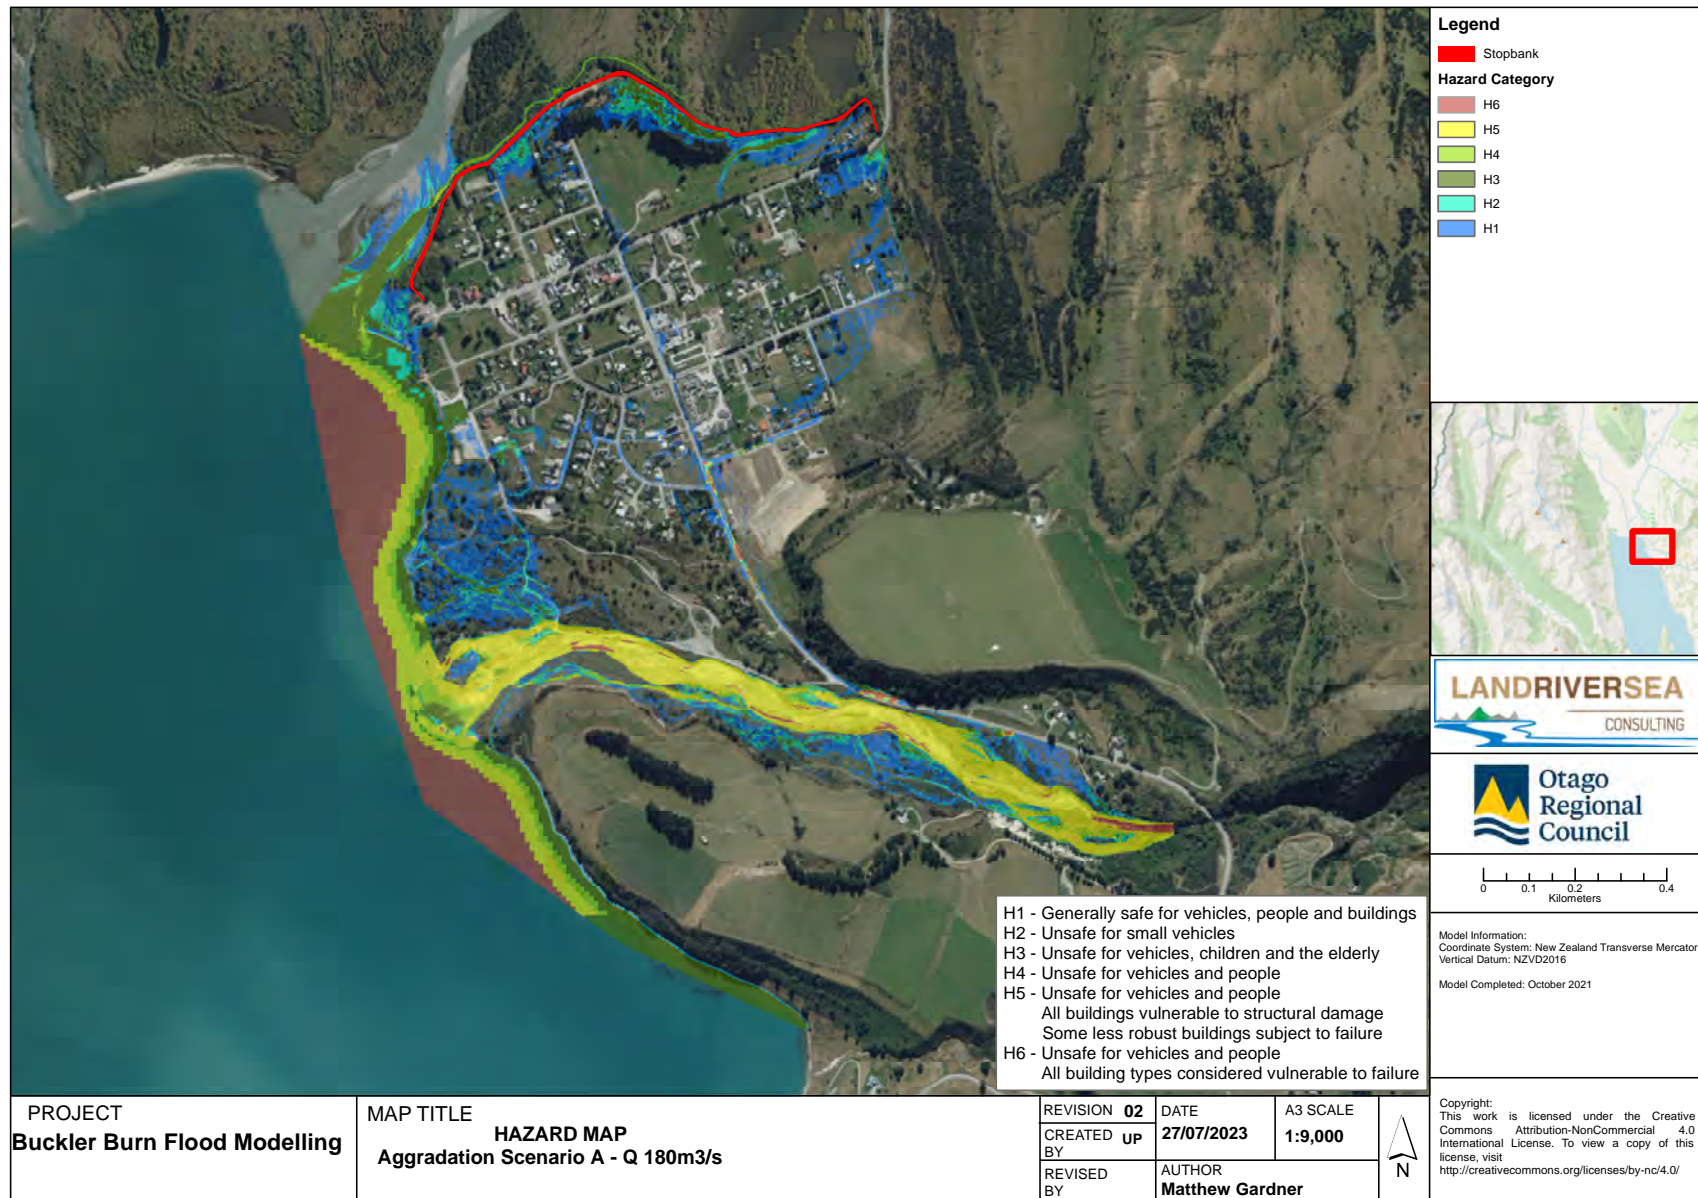 Legend
Stopbank
Hazard Category
H6
H5
H4
H3
H2
H1
LANDRIVERSEA
CONSULTING
Otago
Regional
Council
0 0.1 0.2 0.4
Kilometers
Model Information:
Coordinate System: New Zealand Transverse Mercator
Vertical Datum: NZVD2016
Model Completed: October 2021
H1 - Generally safe for vehicles, people and buildings
H2 - Unsafe for small vehicles
H3 - Unsafe for vehicles, children and the elderly
H4 - Unsafe for vehicles and people
H5 - Unsafe for vehicles and people
All buildings vulnerable to structural damage
Some less robust buildings subject to failure
H6 - Unsafe for vehicles and people
All building types considered vulnerable to failure
PROJECT
Buckler Burn Flood Modelling
MAP TITLE
HAZARD MAP
Aggradation Scenario A - Q 180m3/s
REVISION 02
CREATED BY UP
REVISED BY
DATE
27/07/2023
A3 SCALE
1:9,000
AUTHOR
Matthew Gardner
N
Copyright:
This work is licensed under the Creative
Commons Attribution-NonCommercial 4.0
International License. To view a copy of this
license, visit
http://creativecommons.org/licenses/by-nc/4.0/